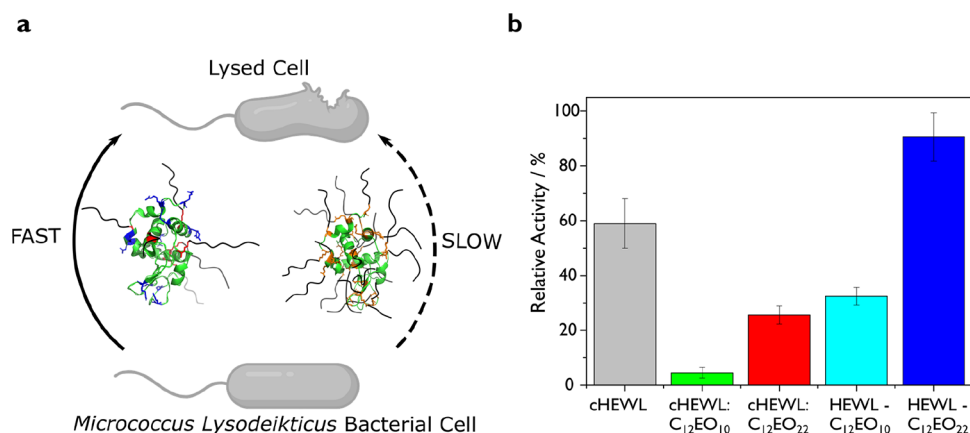 a
Lysed Cell
FAST
SLOW
Micrococcus Lysodeikticus Bacterial Cell
b
Relative Activity / %
100
80
60
40
20
0
cHEWL
cHEWL:
C₁₂EO₁₀
cHEWL:
C₁₂EO₂₂
HEWL -
C₁₂EO₁₀
HEWL -
C₁₂EO₂₂